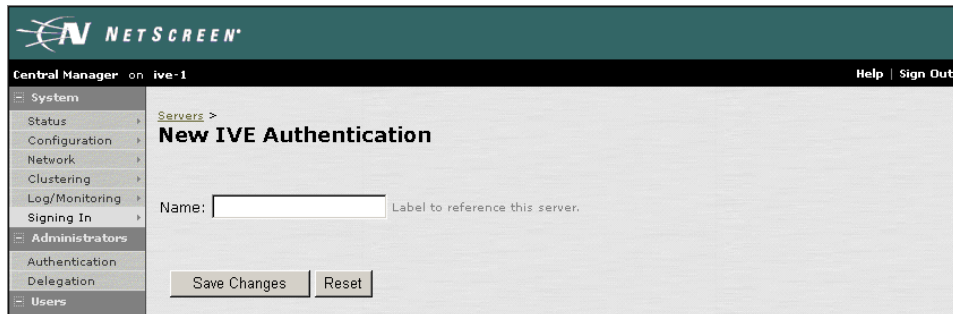 NETSCREEN
Central Manager on ive-1
Help | Sign Out
System
Status
Configuration
Network
Clustering
Log/Monitoring
Signing In
Administrators
Authentication
Delegation
Users
Servers >
New IVE Authentication
Name:
Label to reference this server.
Save Changes
Reset